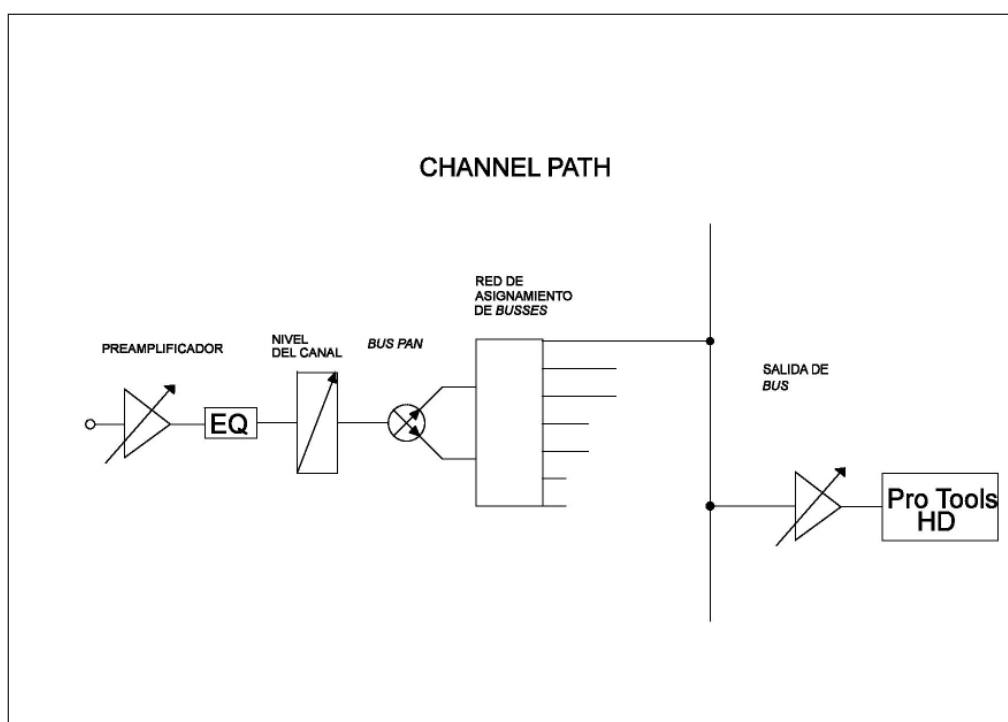 CHANNEL PATH
RED DE
ASIGNAMIENTO
DE BUSSES
PREAMPLIFICADOR
NIVEL
DEL CANAL
BUS PAN
SALIDA DE
BUS
EQ
Pro Tools
HD